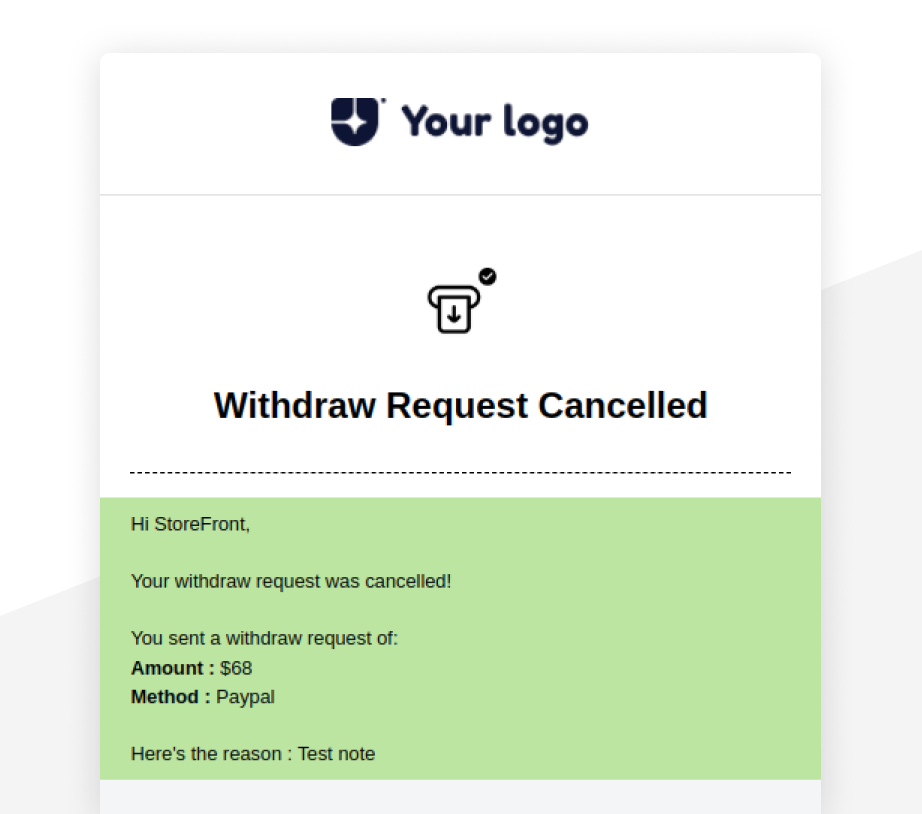 Your logo
Withdraw Request Cancelled
Hi StoreFront,
Your withdraw request was cancelled!
You sent a withdraw request of:
Amount : $68
Method : Paypal
Here's the reason : Test note